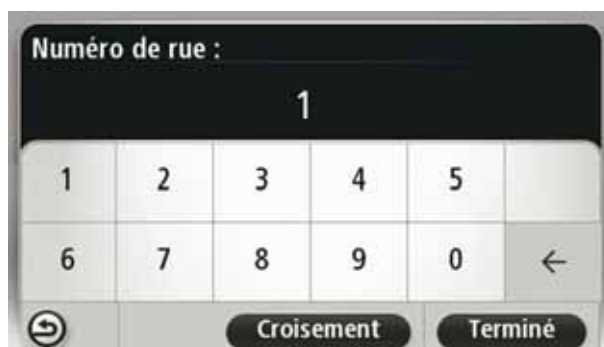 Numéro de rue :
1
1 2 3 4 5
6 7 8 9 0 ←
Croisement Terminé